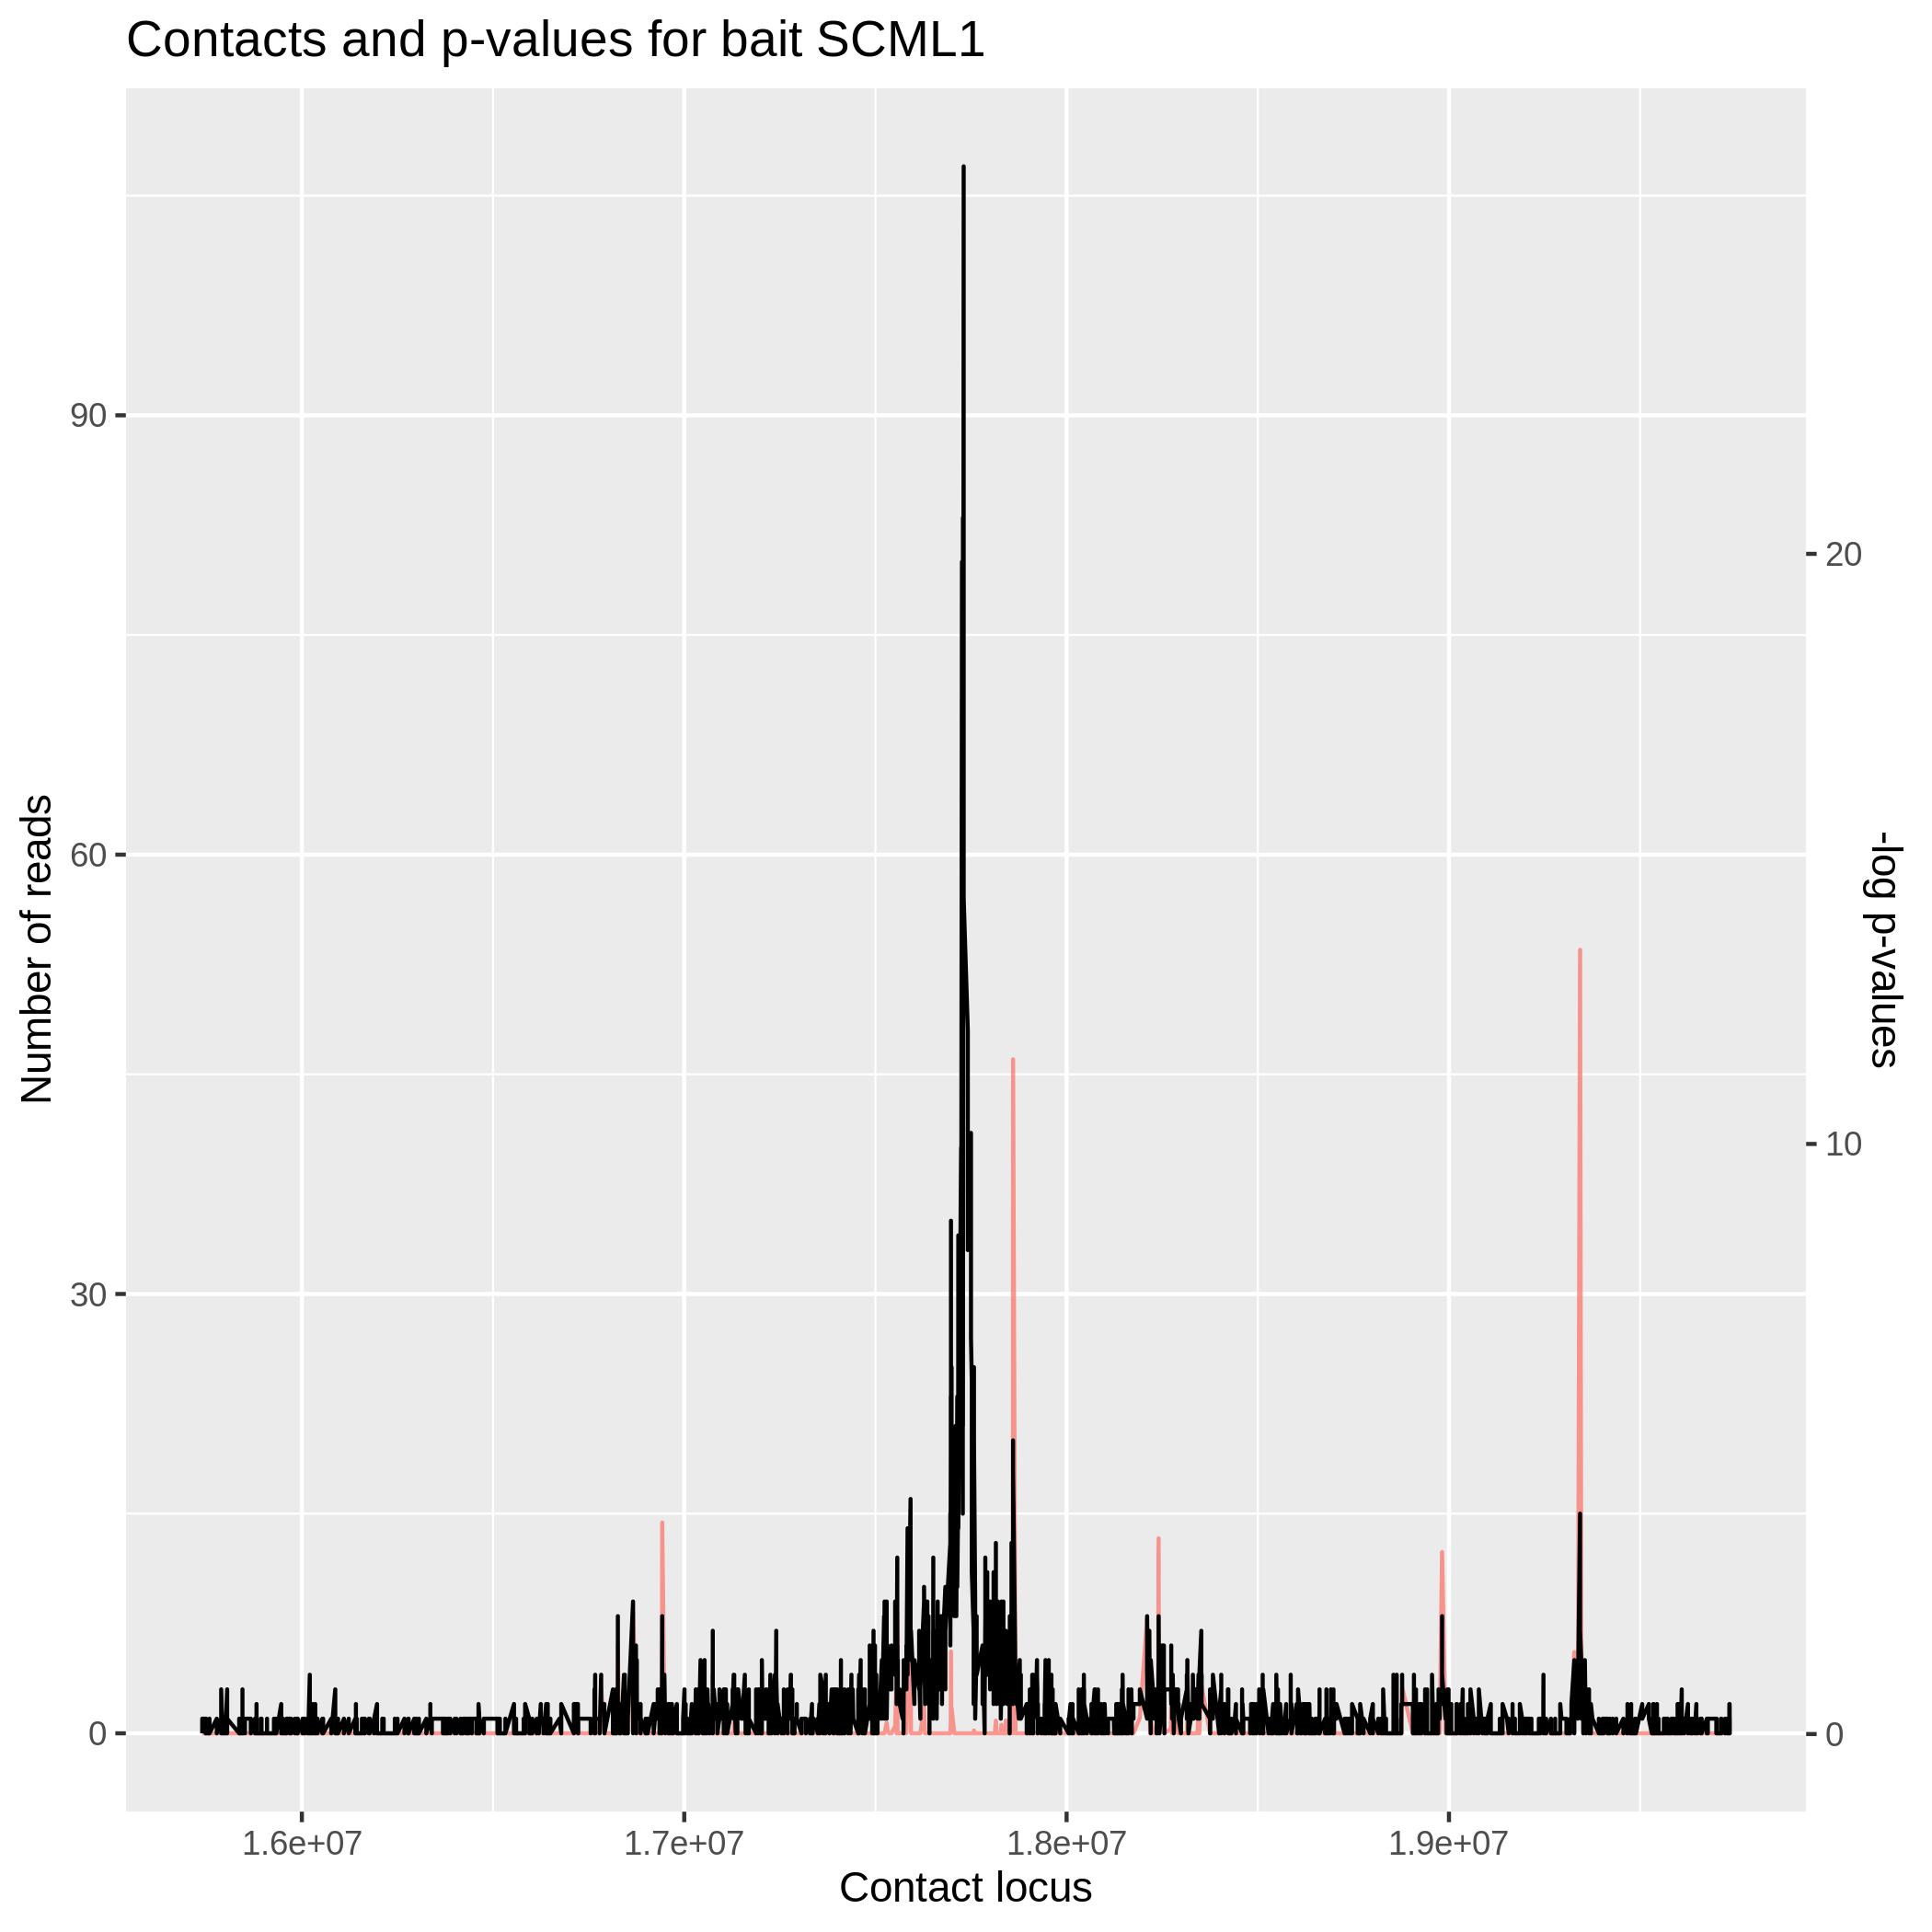 Contacts and p-values for bait SCML1
90
60
30
0
20
10
0
Number of reads
-log p-values
1.6e+07
1.7e+07
1.8e+07
1.9e+07
Contact locus